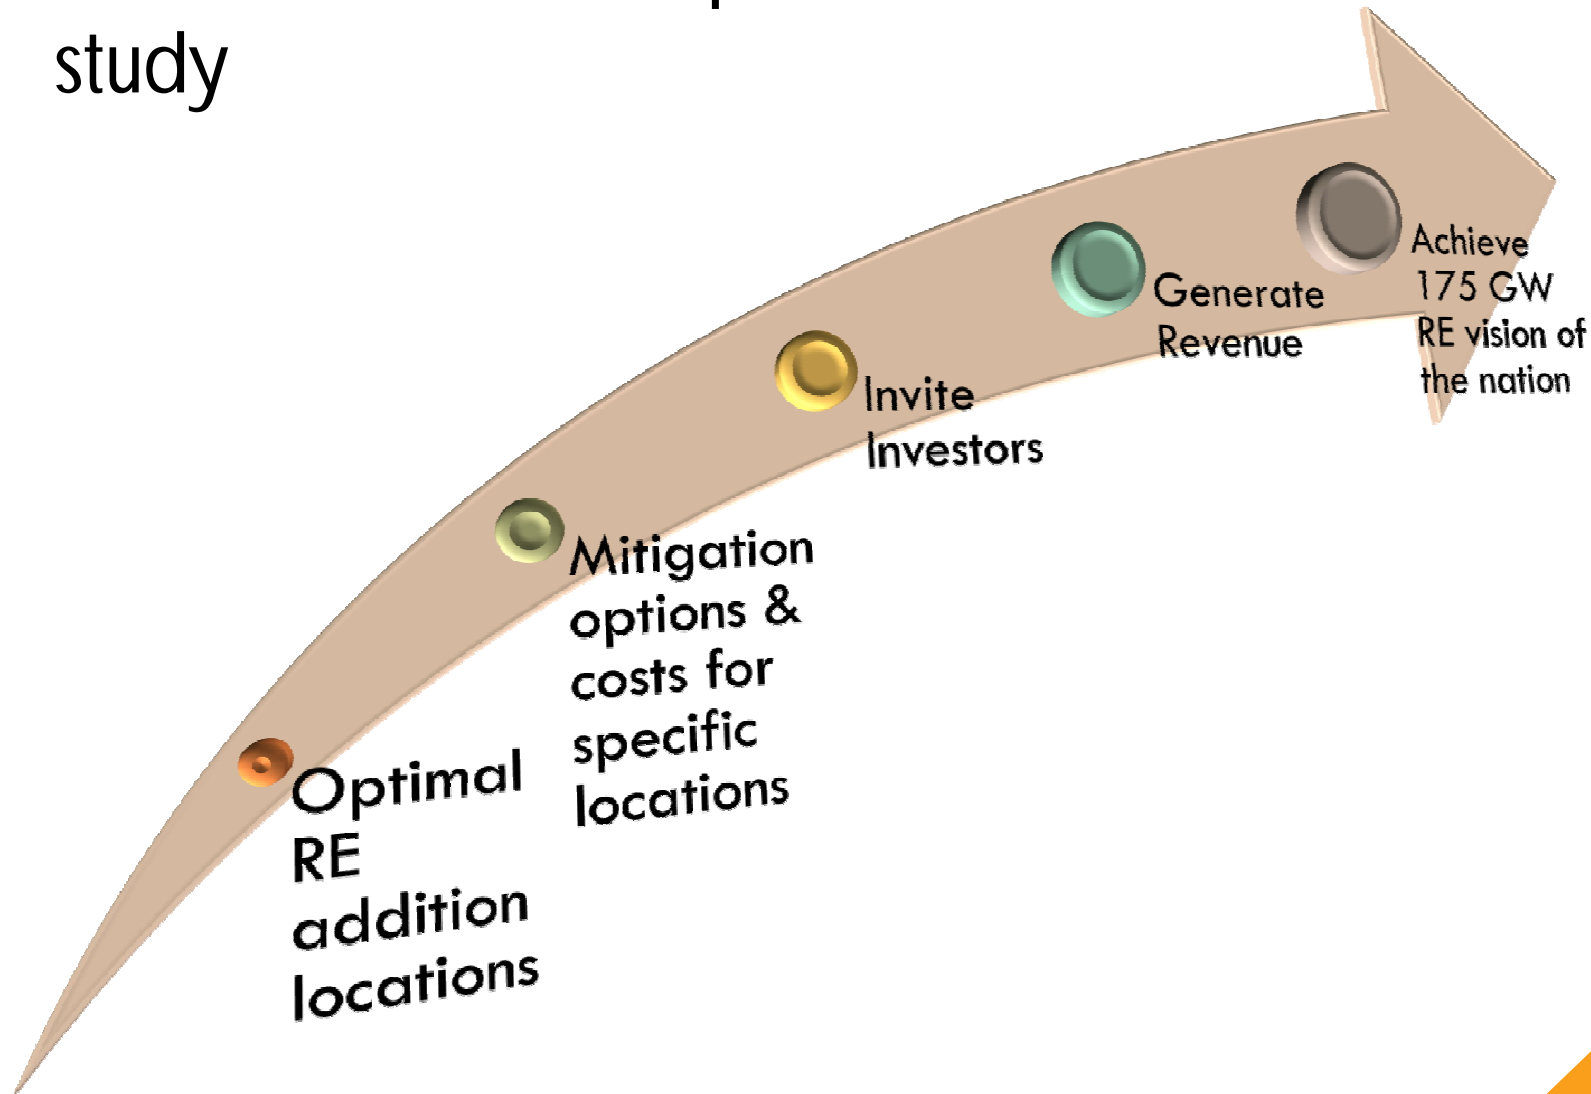 study
Optimal
RE
addition
locations
Mitigation
options &
costs for
specific
locations
Invite
Investors
Generate
Revenue
Achieve
175 GW
RE vision of
the nation